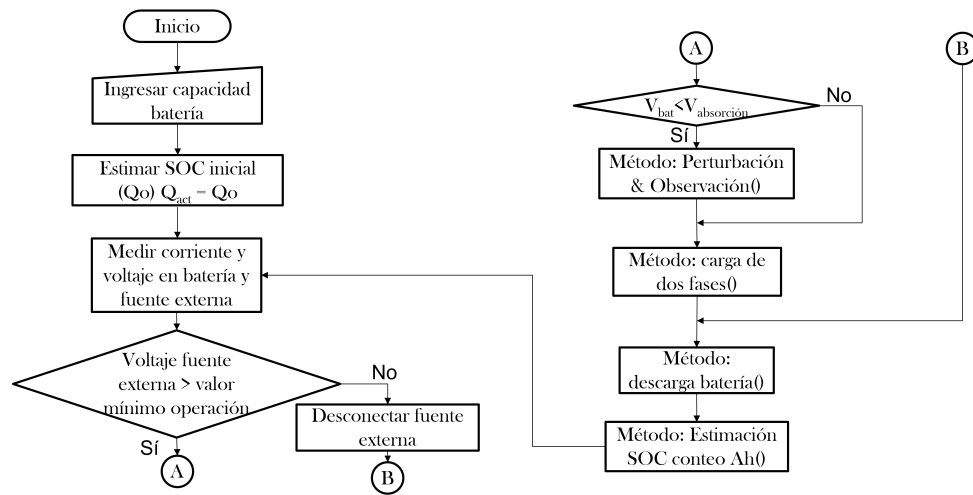 Inicio
Ingresar capacidad
batería
Estimar SOC inicial
(Qo) Qact = Qo
Medir corriente y
voltaje en batería y
fuente externa
Voltaje fuente
externa > valor
mínimo operación
No
Sí
Desconectar fuente
externa
A
B
A
B
Vbat<Vabsorción
No
Sí
Método: Perturbación
& Observación()
Método: carga de
dos fases()
Método:
descarga batería()
Método: Estimación
SOC conteo Ah()